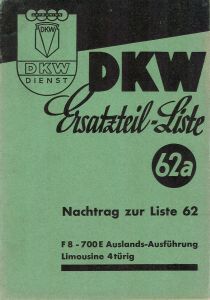 DKW
DIENST
DKW
Ersatzteil-Liste
62a
Nachtrag zur Liste 62
F 8 - 700 E Auslands-Ausführung
Limousine 4türig